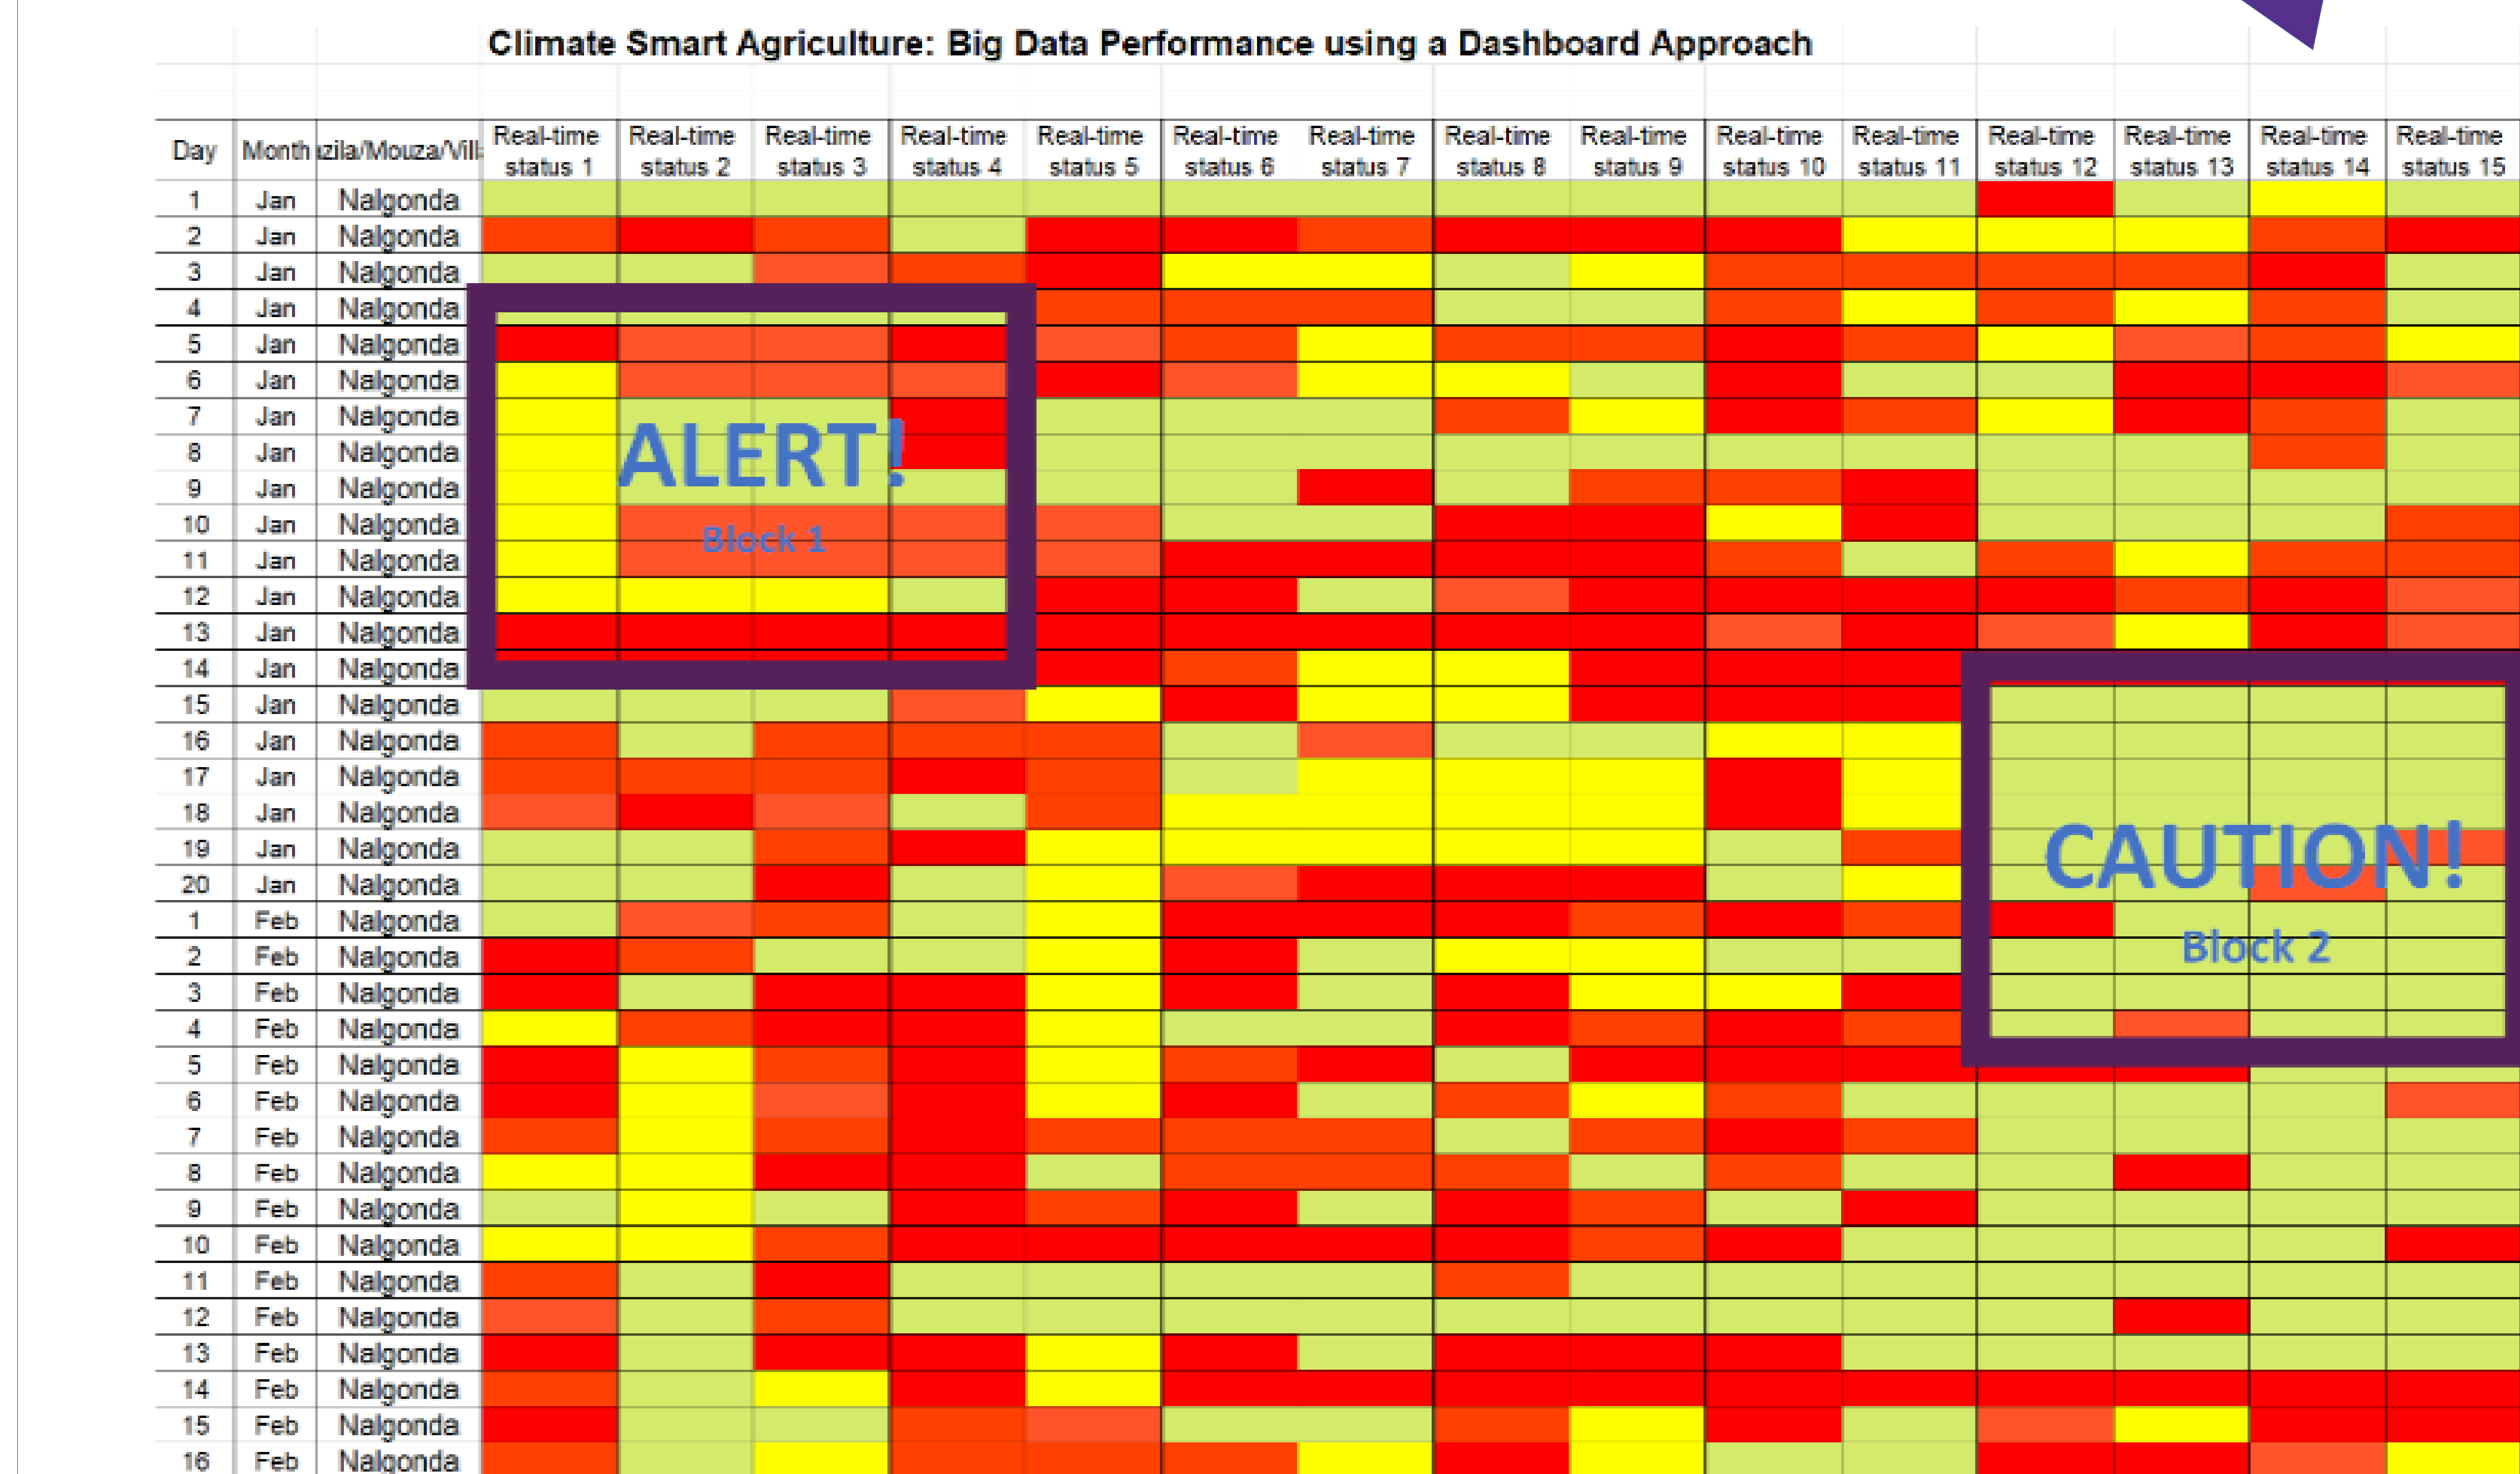 Climate Smart Agriculture: Big Data Performance using a Dashboard Approach
Day Month azila/Mouza/Villa Real-time status 1 Real-time status 2 Real-time status 3 Real-time status 4 Real-time status 5 Real-time status 6 Real-time status 7 Real-time status 8 Real-time status 9 Real-time status 10 Real-time status 11 Real-time status 12 Real-time status 13 Real-time status 14 Real-time status 15
1 Jan Nalgonda
2 Jan Nalgonda
3 Jan Nalgonda
4 Jan Nalgonda
5 Jan Nalgonda
6 Jan Nalgonda
7 Jan Nalgonda
8 Jan Nalgonda
ALERT!
9 Jan Nalgonda
10 Jan Nalgonda
Block 1
11 Jan Nalgonda
12 Jan Nalgonda
13 Jan Nalgonda
14 Jan Nalgonda
15 Jan Nalgonda
16 Jan Nalgonda
17 Jan Nalgonda
18 Jan Nalgonda
19 Jan Nalgonda
CAUTION!
20 Jan Nalgonda
1 Feb Nalgonda
2 Feb Nalgonda
Block 2
3 Feb Nalgonda
4 Feb Nalgonda
5 Feb Nalgonda
6 Feb Nalgonda
7 Feb Nalgonda
8 Feb Nalgonda
9 Feb Nalgonda
10 Feb Nalgonda
11 Feb Nalgonda
12 Feb Nalgonda
13 Feb Nalgonda
14 Feb Nalgonda
15 Feb Nalgonda
16 Feb Nalgonda